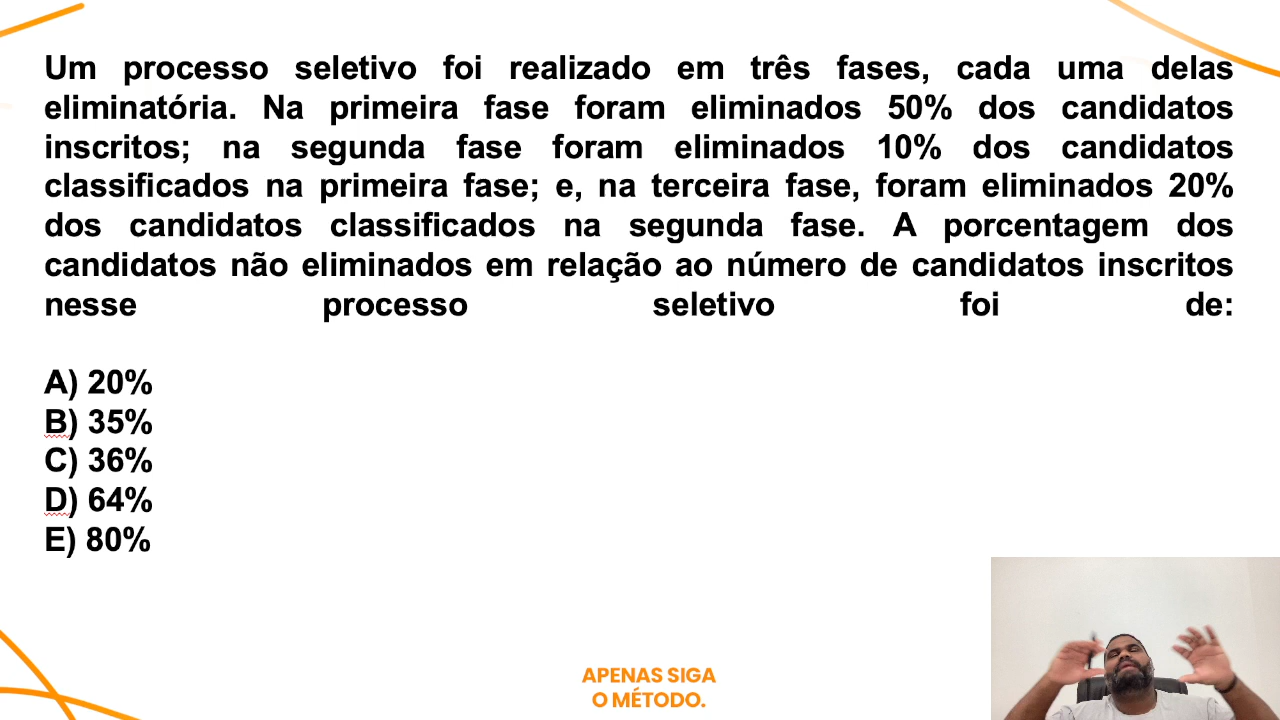 Um processo seletivo foi realizado em três fases, cada uma delas
eliminatória. Na primeira fase foram eliminados 50% dos candidatos
inscritos; na segunda fase foram eliminados 10% dos candidatos
classificados na primeira fase; e, na terceira fase, foram eliminados 20%
dos candidatos classificados na segunda fase. A porcentagem dos
candidatos não eliminados em relação ao número de candidatos inscritos
nesse processo seletivo foi de:
A) 20%
B) 35%
C) 36%
D) 64%
E) 80%
APENAS SIGA
O MÉTODO.